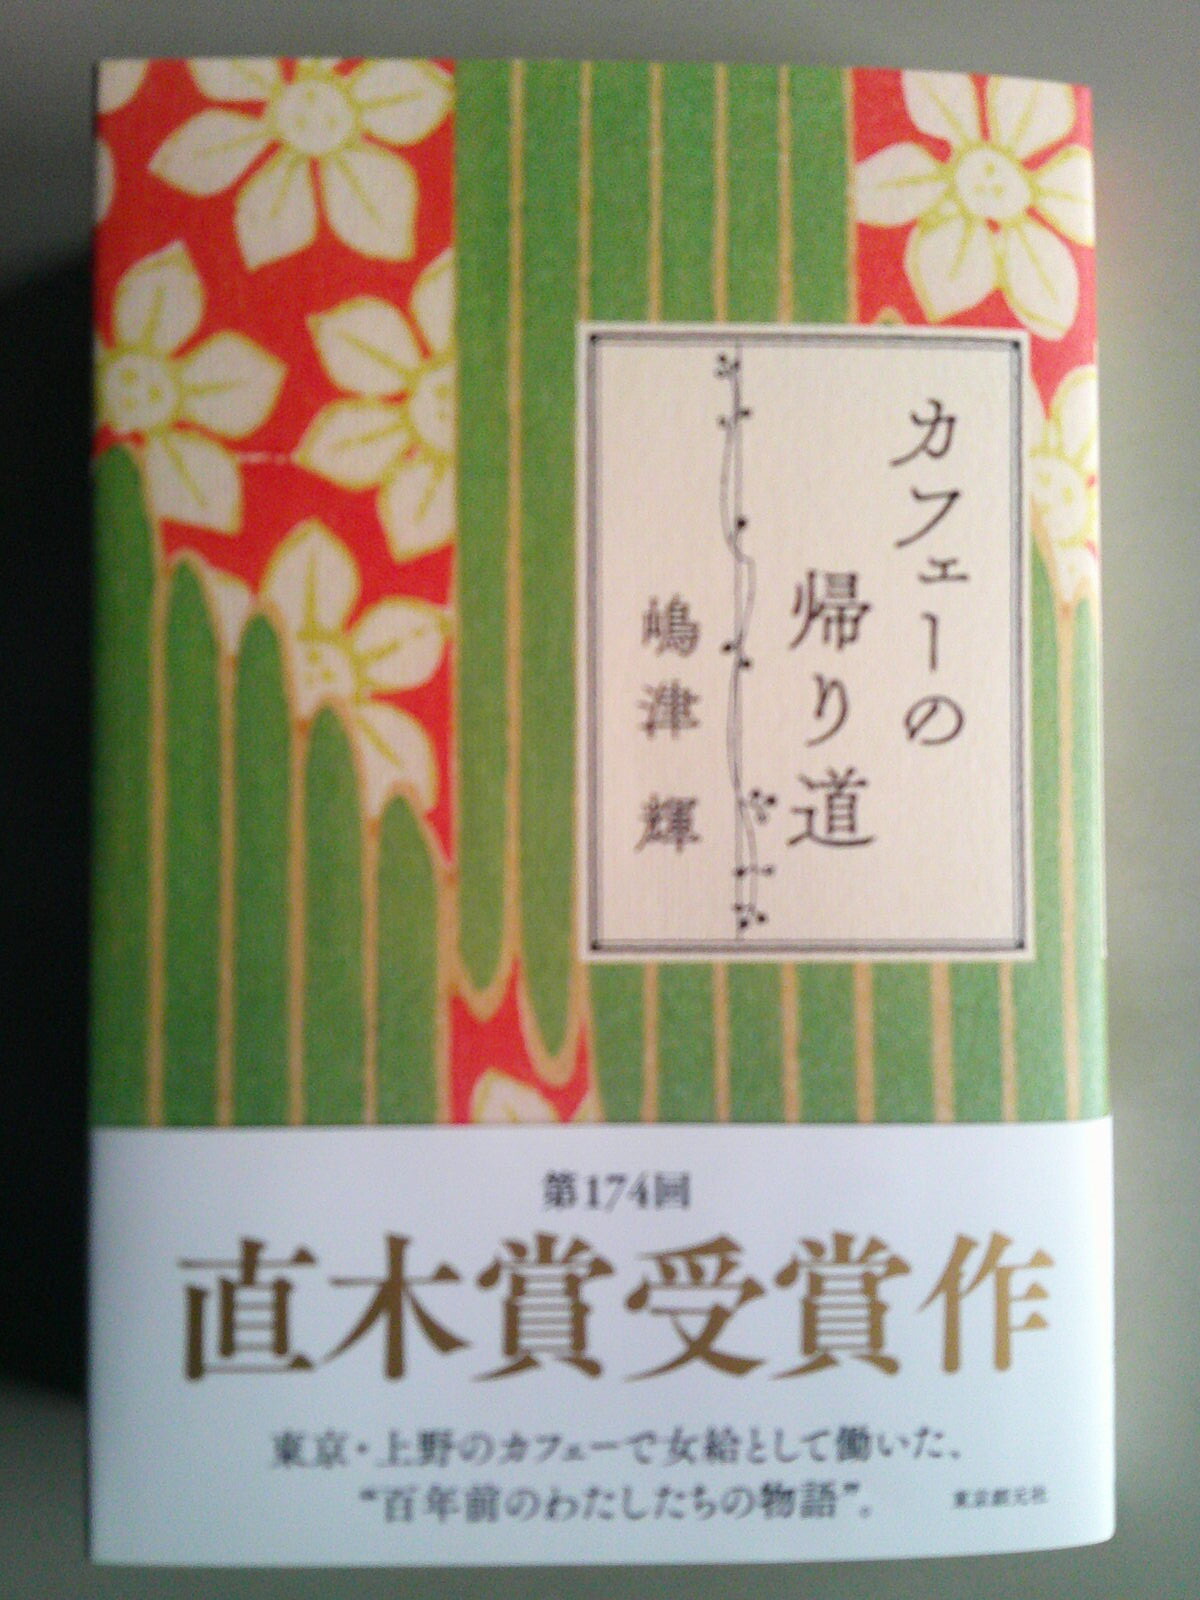 カフェーの
帰り道
嶋津輝
第174回
直木賞受賞作
東京・上野のカフェーで女給として働いた、
“百年前のわたしたちの物語”。
東京創元社